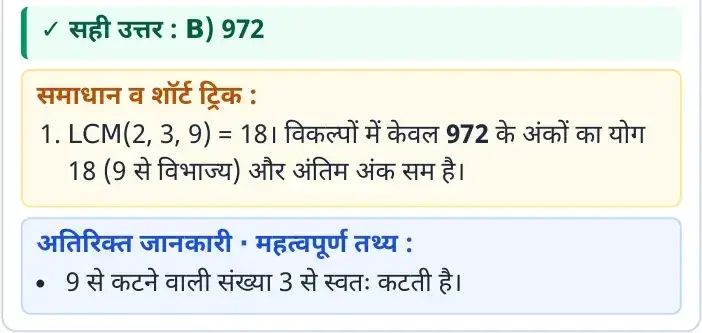 ✓ सही उत्तर : B) 972
समाधान व शॉर्ट ट्रिक :
1. LCM(2, 3, 9) = 18। विकल्पों में केवल 972 के अंकों का योग
18 (9 से विभाज्य) और अंतिम अंक सम है।
अतिरिक्त जानकारी · महत्वपूर्ण तथ्य :
• 9 से कटने वाली संख्या 3 से स्वतः कटती है।